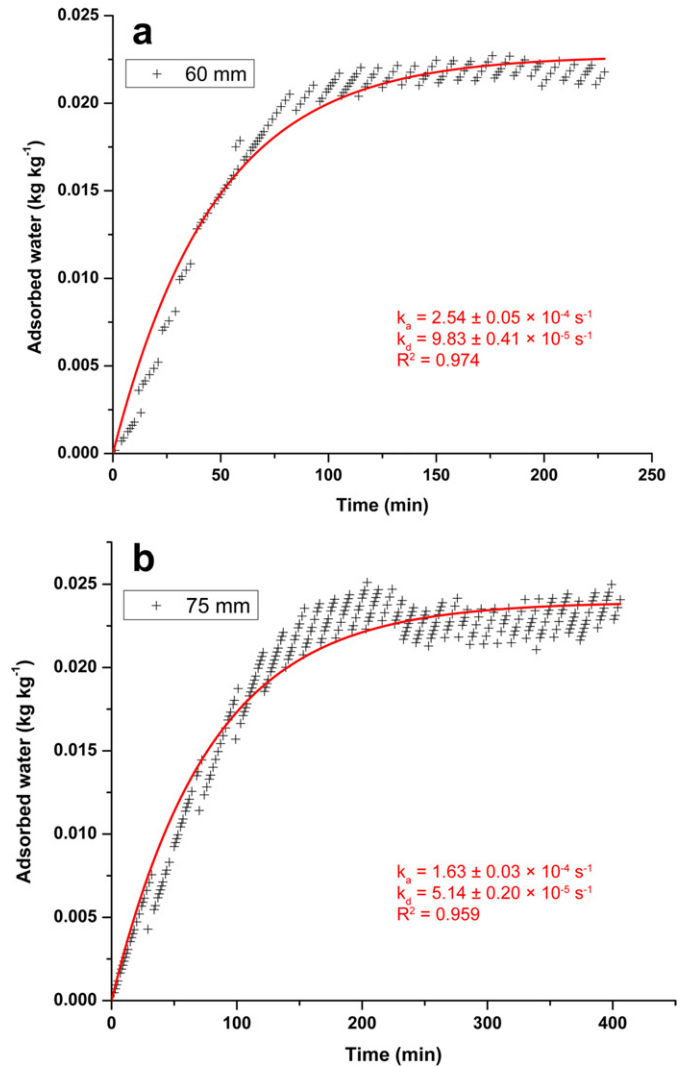 a
60 mm
0.025
0.020
0.015
0.010
0.005
0.000
Adsorbed water (kg kg⁻¹)
kₐ = 2.54 ± 0.05 × 10⁻⁴ s⁻¹
k_d = 9.83 ± 0.41 × 10⁻⁵ s⁻¹
R² = 0.974
0 50 100 150 200 250
Time (min)
b
75 mm
0.025
0.020
0.015
0.010
0.005
0.000
Adsorbed water (kg kg⁻¹)
kₐ = 1.63 ± 0.03 × 10⁻⁴ s⁻¹
k_d = 5.14 ± 0.20 × 10⁻⁵ s⁻¹
R² = 0.959
0 100 200 300 400
Time (min)